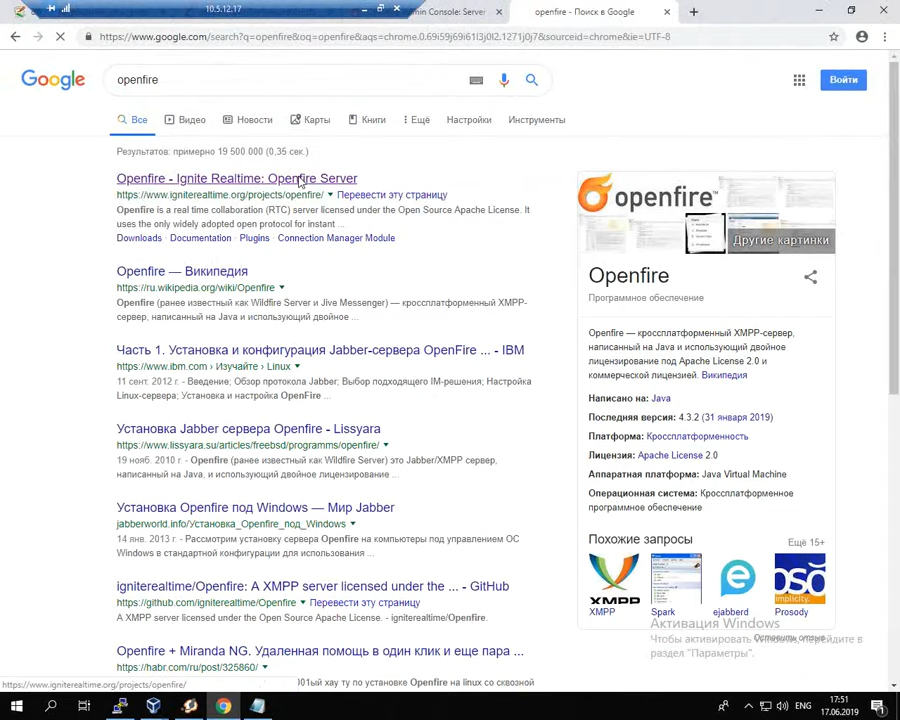 10.5.12.17
dmin Console: Server
openfire - Поиск в Google
https://www.google.com/search?q=openfire&oq=openfire&aqs=chrome.0.69i59j69i61l3j0l2.1271j0j7&sourceid=chrome&ie=UTF-8
Google
openfire
Войти
Все
Видео
Новости
Карты
Книги
Ещё
Настройки
Инструменты
Результатов: примерно 19 500 000 (0,35 сек.)
Openfire - Ignite Realtime: Openfire Server
https://www.igniterealtime.org/projects/openfire/ Перевести эту страницу
Openfire is a real time collaboration (RTC) server licensed under the Open Source Apache License. It
uses the only widely adopted open protocol for instant ...
Downloads · Documentation · Plugins · Connection Manager Module
Openfire — Википедия
https://ru.wikipedia.org/wiki/Openfire
Openfire (ранее известный как Wildfire Server и Jive Messenger) — кроссплатформенный XMPP-
сервер, написанный на Java и использующий двойное ...
Часть 1. Установка и конфигурация Jabber-сервера OpenFire ... - IBM
https://www.ibm.com › Изучайте › Linux
11 сент. 2012 г. - Введение; Обзор протокола Jabber; Выбор подходящего IM-решения; Настройка
Linux-сервера; Установка и настройка OpenFire ...
Установка Jabber сервера Openfire - Lissyara
https://www.lissyara.su/articles/freebsd/programms/openfire/
19 нояб. 2010 г. - Openfire (ранее известный как Wildfire Server) это Jabber/XMPP сервер,
написанный на Java, и использующий двойное лицензирование ...
Установка Openfire под Windows — Мир Jabber
jabberworld.info/Установка_Openfire_под_Windows
14 янв. 2013 г. - Рассмотрим установку сервера Openfire на компьютеры под управлением ОС
Windows в стандартной конфигурации для использования ...
igniterealtime/Openfire: A XMPP server licensed under the ... - GitHub
https://github.com/igniterealtime/Openfire Перевести эту страницу
A XMPP server licensed under the Open Source Apache License. - igniterealtime/Openfire.
Openfire + Miranda NG. Удаленная помощь в один клик и еще пара ...
https://habr.com/ru/post/325860/
ый хау ту по установке Openfire на linux со сквозной
https://www.igniterealtime.org/projects/openfire/
openfire™
Другие картинки
Openfire
Программное обеспечение
Openfire — кроссплатформенный XMPP-сервер,
написанный на Java и использующий двойное
лицензирование под Apache License 2.0 и
коммерческой лицензией. Википедия
Написано на: Java
Последняя версия: 4.3.2 (31 января 2019)
Платформа: Кроссплатформенность
Лицензия: Apache License 2.0
Аппаратная платформа: Java Virtual Machine
Операционная система: Кроссплатформенное
программное обеспечение
Похожие запросы
Ещё 15+
XMPP
Spark
ejabberd
Prosody
Оставить отзыв
Активация Windows
Чтобы активировать Windows, перейдите в
раздел "Параметры".
ENG
17:51
17.06.2019